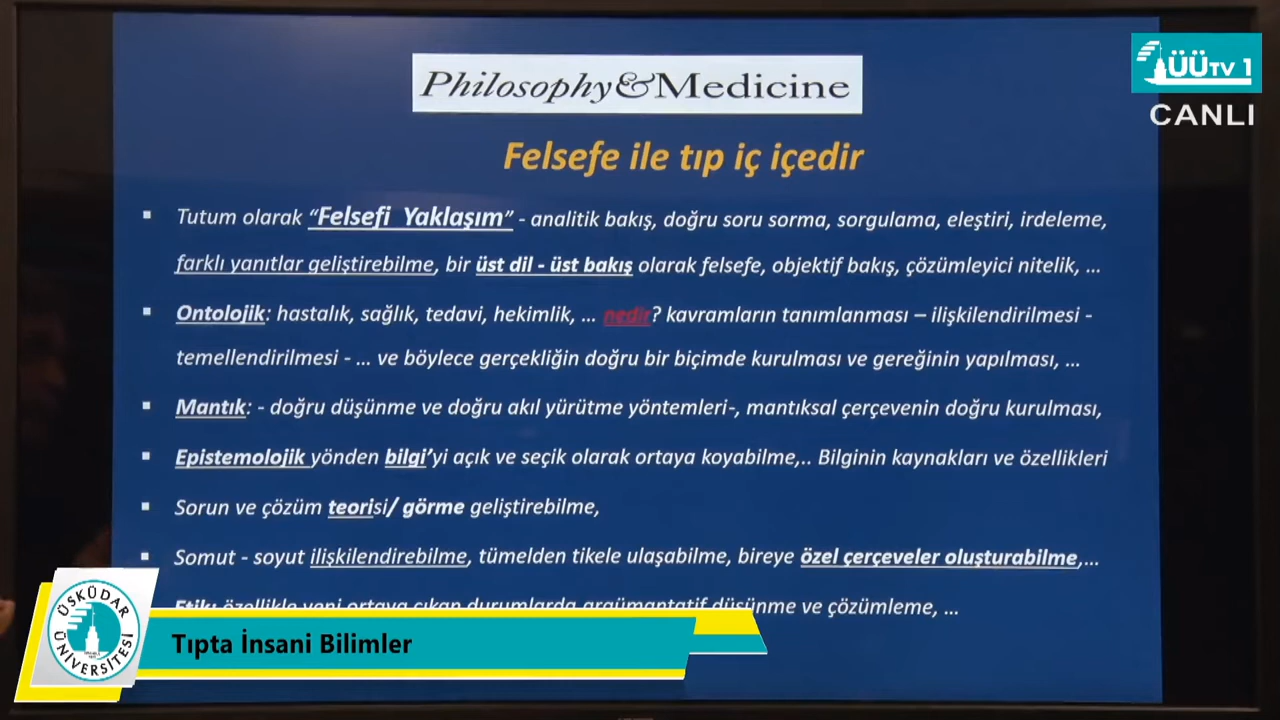 Philosophy&Medicine
ÜÜTV 1
CANLI
Felsefe ile tıp iç içedir
▪ Tutum olarak “Felsefi Yaklaşım” - analitik bakış, doğru soru sorma, sorgulama, eleştiri, irdeleme,
farklı yanıtlar geliştirebilme, bir üst dil - üst bakış olarak felsefe, objektif bakış, çözümleyici nitelik, ...
▪ Ontolojik: hastalık, sağlık, tedavi, hekimlik, ... nedir? kavramların tanımlanması – ilişkilendirilmesi -
temellendirilmesi - ... ve böylece gerçekliğin doğru bir biçimde kurulması ve gereğinin yapılması, ...
▪ Mantık: - doğru düşünme ve doğru akıl yürütme yöntemleri-, mantıksal çerçevenin doğru kurulması,
▪ Epistemolojik yönden bilgi’yi açık ve seçik olarak ortaya koyabilme,.. Bilginin kaynakları ve özellikleri
▪ Sorun ve çözüm teorisi/ görme geliştirebilme,
▪ Somut - soyut ilişkilendirebilme, tümelden tikele ulaşabilme, bireye özel çerçeveler oluşturabilme,...
Etik: özellikle yeni ortaya çıkan durumlarda argümantatif düşünme ve çözümleme, ...
ÜSKÜDAR ÜNİVERSİTESİ
Tıpta İnsani Bilimler